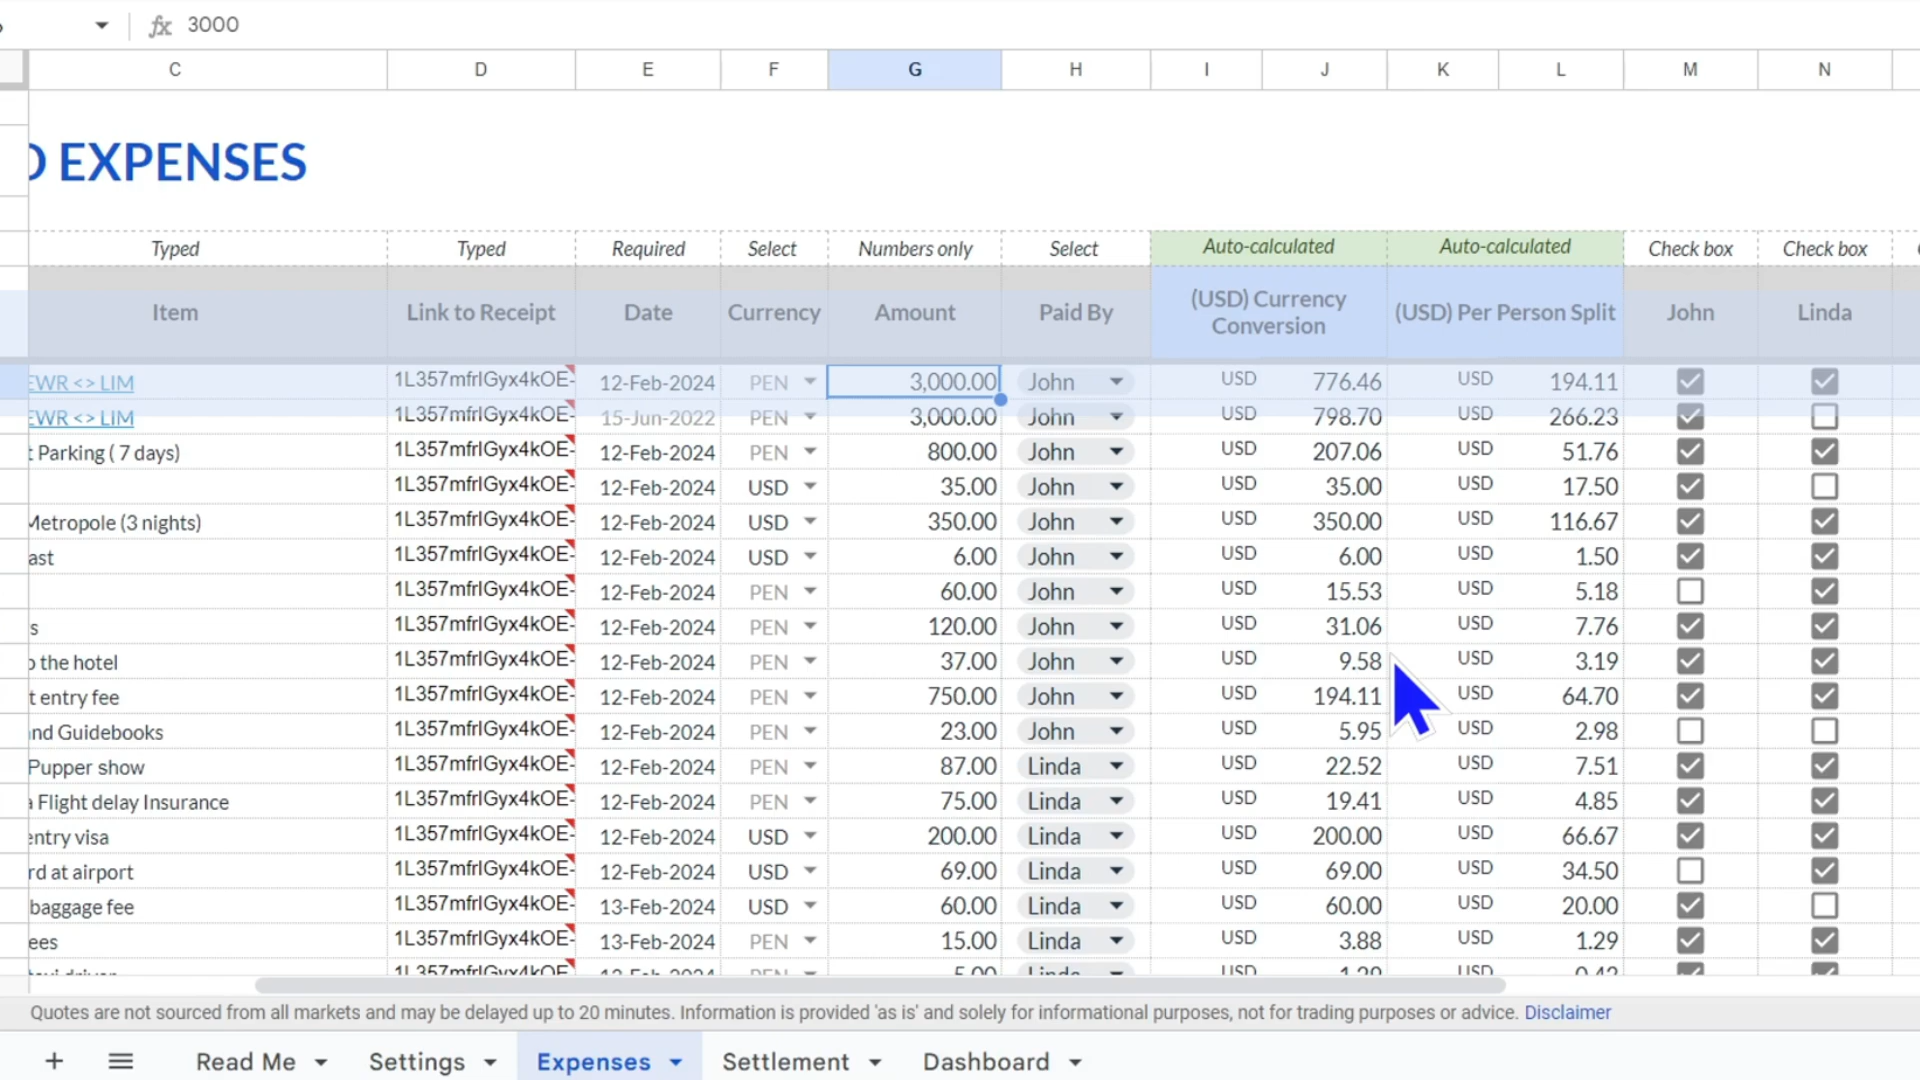 fx 3000
C D E F G H I J K L M N
EXPENSES
Typed Typed Required Select Numbers only Select Auto-calculated Auto-calculated Check box Check box
Item Link to Receipt Date Currency Amount Paid By (USD) Currency Conversion (USD) Per Person Split John Linda
EWR <> LIM 1L357mfrlGyx4kOE- 12-Feb-2024 PEN 3,000.00 John USD 776.46 USD 194.11
EWR <> LIM 1L357mfrlGyx4kOE- 15-Jun-2022 PEN 3,000.00 John USD 798.70 USD 266.23
Parking ( 7 days) 1L357mfrlGyx4kOE- 12-Feb-2024 PEN 800.00 John USD 207.06 USD 51.76
1L357mfrlGyx4kOE- 12-Feb-2024 USD 35.00 John USD 35.00 USD 17.50
Metropole (3 nights) 1L357mfrlGyx4kOE- 12-Feb-2024 USD 350.00 John USD 350.00 USD 116.67
ast 1L357mfrlGyx4kOE- 12-Feb-2024 USD 6.00 John USD 6.00 USD 1.50
1L357mfrlGyx4kOE- 12-Feb-2024 PEN 60.00 John USD 15.53 USD 5.18
s 1L357mfrlGyx4kOE- 12-Feb-2024 PEN 120.00 John USD 31.06 USD 7.76
o the hotel 1L357mfrlGyx4kOE- 12-Feb-2024 PEN 37.00 John USD 9.58 USD 3.19
t entry fee 1L357mfrlGyx4kOE- 12-Feb-2024 PEN 750.00 John USD 194.11 USD 64.70
nd Guidebooks 1L357mfrlGyx4kOE- 12-Feb-2024 PEN 23.00 John USD 5.95 USD 2.98
Pupper show 1L357mfrlGyx4kOE- 12-Feb-2024 PEN 87.00 Linda USD 22.52 USD 7.51
a Flight delay Insurance 1L357mfrlGyx4kOE- 12-Feb-2024 PEN 75.00 Linda USD 19.41 USD 4.85
entry visa 1L357mfrlGyx4kOE- 12-Feb-2024 USD 200.00 Linda USD 200.00 USD 66.67
rd at airport 1L357mfrlGyx4kOE- 12-Feb-2024 USD 69.00 Linda USD 69.00 USD 34.50
baggage fee 1L357mfrlGyx4kOE- 13-Feb-2024 USD 60.00 Linda USD 60.00 USD 20.00
ees 1L357mfrlGyx4kOE- 13-Feb-2024 PEN 15.00 Linda USD 3.88 USD 1.29
Quotes are not sourced from all markets and may be delayed up to 20 minutes. Information is provided 'as is' and solely for informational purposes, not for trading purposes or advice. Disclaimer
+ Read Me Settings Expenses Settlement Dashboard